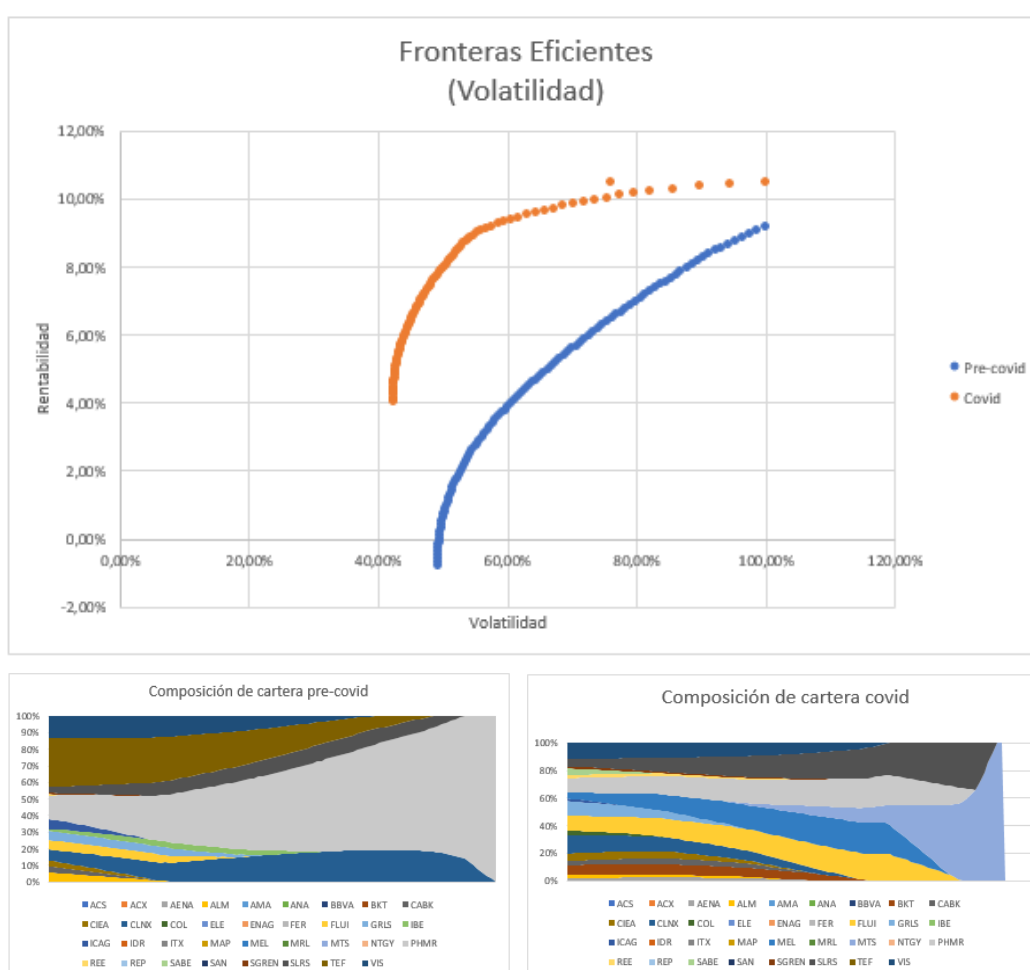 Fronteras Eficientes
(Volatilidad)
12,00%
10,00%
8,00%
6,00%
4,00%
2,00%
0,00%
-2,00%
0,00% 20,00% 40,00% 60,00% 80,00% 100,00% 120,00%
Rentabilidad
Volatilidad
Pre-covid
Covid
Composición de cartera pre-covid
100%
90%
80%
70%
60%
50%
40%
30%
20%
10%
0%
ACS ACX AENA ALM AMA ANA BBVA BKT CABK
CIEA CLNX COL ELE ENAG FER FLUI GRLS IBE
ICAG IDR ITX MAP MEL MRL MTS NTGY PHMR
REE REP SABE SAN SGREN SLRS TEF VIS
Composición de cartera covid
100%
80%
60%
40%
20%
0%
ACS ACX AENA ALM AMA ANA BBVA BKT CABK
CIEA CLNX COL ELE ENAG FER FLUI GRLS IBE
ICAG IDR ITX MAP MEL MRL MTS NTGY PHMR
REE REP SABE SAN SGREN SLRS TEF VIS